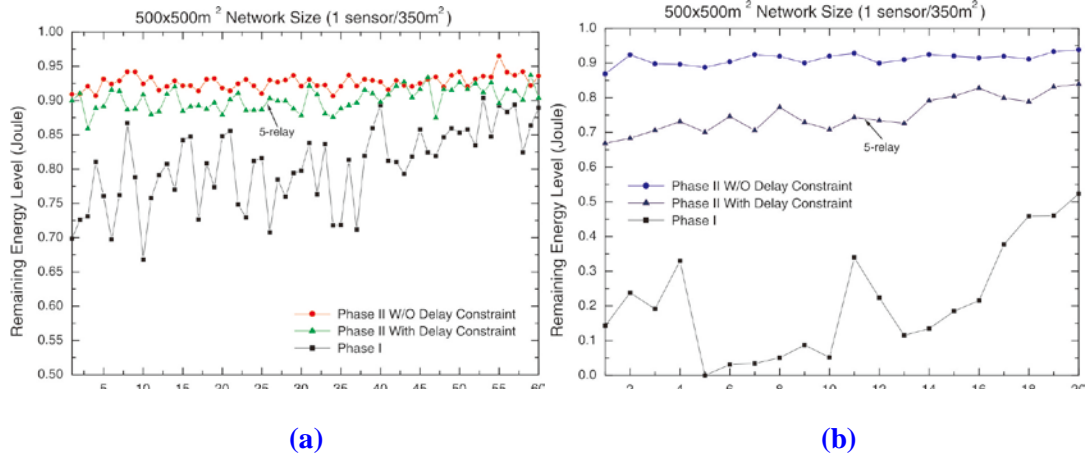 500x500m² Network Size (1 sensor/350m²)
Remaining Energy Level (Joule)
1.00
0.95
0.90
0.85
0.80
0.75
0.70
0.65
0.60
0.55
0.50
5-relay
Phase II W/O Delay Constraint
Phase II With Delay Constraint
Phase I
5 10 15 20 25 30 35 40 45 50 55 60
(a)
500x500m² Network Size (1 sensor/350m²)
Remaining Energy Level (Joule)
1.0
0.9
0.8
0.7
0.6
0.5
0.4
0.3
0.2
0.1
0.0
5-relay
Phase II W/O Delay Constraint
Phase II With Delay Constraint
Phase I
2 4 6 8 10 12 14 16 18 20
(b)